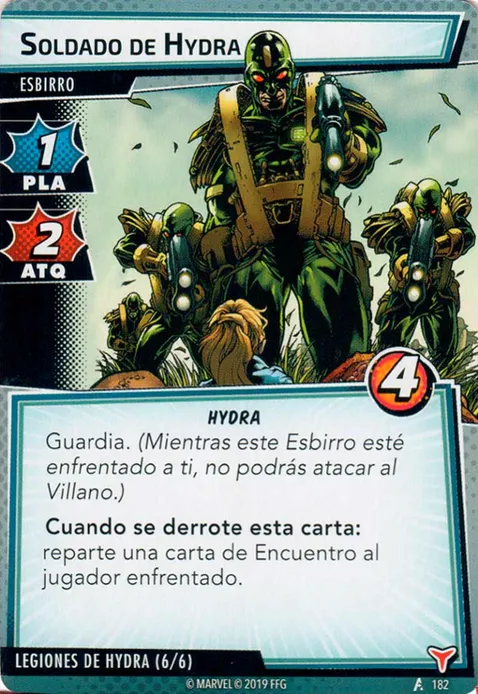 Soldado de Hydra
ESBIRRO
1
PLA
2
ATQ
4
HYDRA
Guardia. (Mientras este Esbirro esté
enfrentado a ti, no podrás atacar al
Villano.)
Cuando se derrote esta carta:
reparte una carta de Encuentro al
jugador enfrentado.
LEGIONES DE HYDRA (6/6)
© MARVEL © 2019 FFG
182